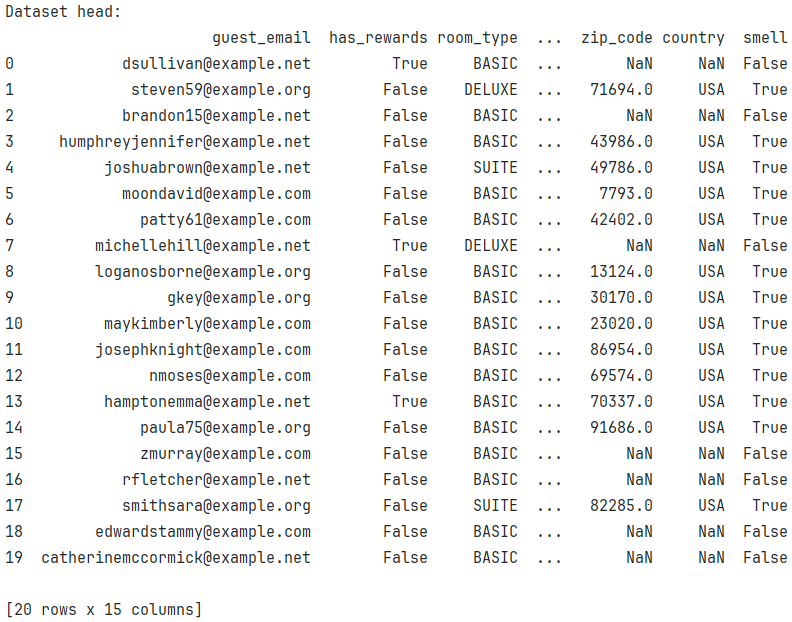 Dataset head:
guest_email has_rewards room_type ... zip_code country smell
0 dsullivan@example.net True BASIC ... NaN NaN False
1 steven59@example.org False DELUXE ... 71694.0 USA True
2 brandon15@example.net False BASIC ... NaN NaN False
3 humphreyjennifer@example.net False BASIC ... 43986.0 USA True
4 joshuabrown@example.net False SUITE ... 49786.0 USA True
5 moondavid@example.com False BASIC ... 7793.0 USA True
6 patty61@example.com False BASIC ... 42402.0 USA True
7 michellehill@example.net True DELUXE ... NaN NaN False
8 loganosborne@example.org False BASIC ... 13124.0 USA True
9 gkey@example.org False BASIC ... 30170.0 USA True
10 maykimberly@example.com False BASIC ... 23020.0 USA True
11 josephknight@example.com False BASIC ... 86954.0 USA True
12 nmoses@example.com False BASIC ... 69574.0 USA True
13 hamptonemma@example.net True BASIC ... 70337.0 USA True
14 paula75@example.org False BASIC ... 91686.0 USA True
15 zmurray@example.com False BASIC ... NaN NaN False
16 rfletcher@example.net False BASIC ... NaN NaN False
17 smithsara@example.org False SUITE ... 82285.0 USA True
18 edwardstammy@example.com False BASIC ... NaN NaN False
19 catherinemccormick@example.net False BASIC ... NaN NaN False
[20 rows x 15 columns]